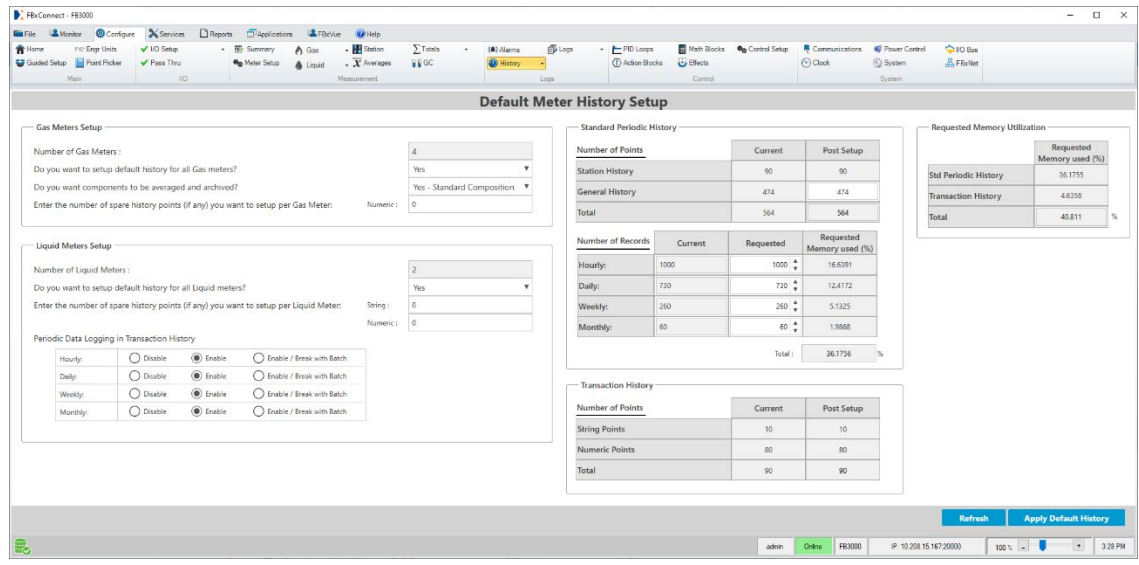 FBxConnect - FB3000
File Monitor Configure Services Reports Applications FBxVue Help
Home Engr Units I/O Setup Summary Gas Station Totals Alarms Logs PID Loops Math Blocks Control Setup Communications Power Control I/O Bus
Guided Setup Point Picker Pass Thru Meter Setup Liquid Averages GC History Action Blocks Effects Clock System FBxNet
Main I/O Measurement Logs Control System
Default Meter History Setup
Gas Meters Setup
Number of Gas Meters : 4
Do you want to setup default history for all Gas meters? Yes
Do you want components to be averaged and archived? Yes - Standard Composition
Enter the number of spare history points (if any) you want to setup per Gas Meter: Numeric : 0
Liquid Meters Setup
Number of Liquid Meters : 2
Do you want to setup default history for all Liquid meters? Yes
Enter the number of spare history points (if any) you want to setup per Liquid Meter: String : 0
Numeric : 0
Periodic Data Logging in Transaction History
Hourly: Disable Enable Enable / Break with Batch
Daily: Disable Enable Enable / Break with Batch
Weekly: Disable Enable Enable / Break with Batch
Monthly: Disable Enable Enable / Break with Batch
Standard Periodic History
Number of Points Current Post Setup
Station History 90 90
General History 474 474
Total 564 564
Number of Records Current Requested Requested Memory used (%)
Hourly: 1000 1000 16.6391
Daily: 730 730 12.4172
Weekly: 260 260 5.1325
Monthly: 60 60 1.9868
Total : 36.1756 %
Transaction History
Number of Points Current Post Setup
String Points 10 10
Numeric Points 80 80
Total 90 90
Requested Memory Utilization
Requested
Memory used (%)
Std Periodic History 36.1755
Transaction History 4.6358
Total 40.811 %
Refresh Apply Default History
admin Online FB3000 IP: 10.208.15.167:20000 100 % - + 3:28 PM